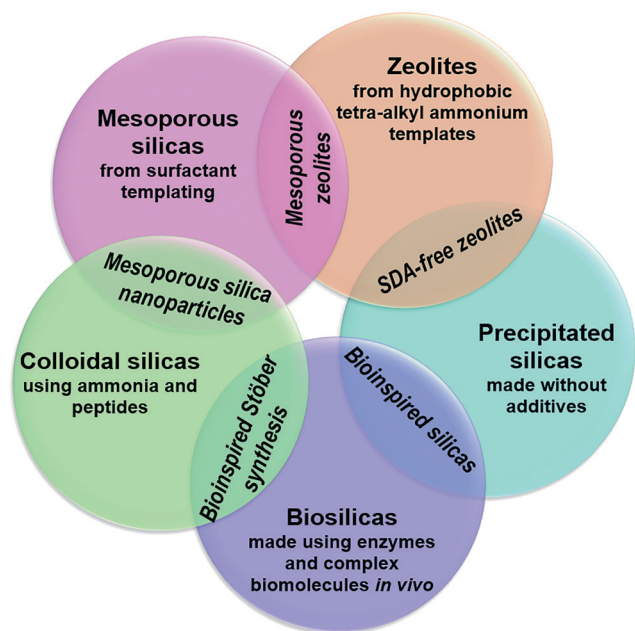 Zeolites
from hydrophobic
tetra-alkyl ammonium
templates
Mesoporous
silicas
from surfactant
templating
Mesoporous
zeolites
SDA-free zeolites
Mesoporous silica
nanoparticles
Precipitated
silicas
made without
additives
Colloidal silicas
using ammonia and
peptides
Bioinspired Stöber
synthesis
Bioinspired silicas
Biosilicas
made using enzymes
and complex
biomolecules in vivo